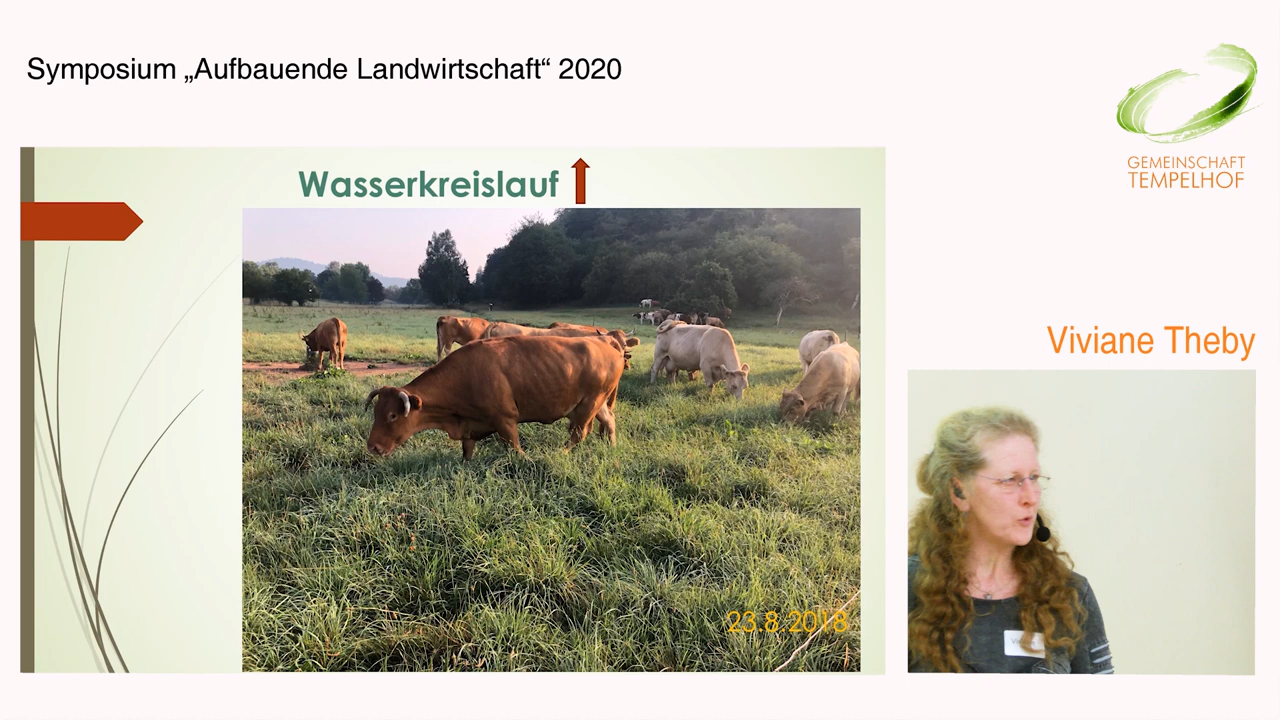 Symposium „Aufbauende Landwirtschaft“ 2020
GEMEINSCHAFT
TEMPELHOF
Wasserkreislauf
Viviane Theby
23.8.2018